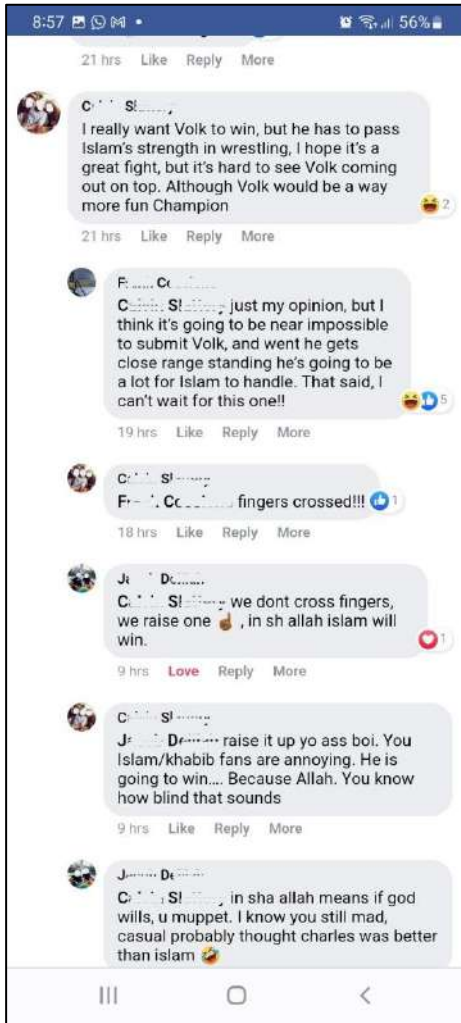 8:57
56%
21 hrs Like Reply More
I really want Volk to win, but he has to pass
Islam's strength in wrestling, I hope it's a
great fight, but it's hard to see Volk coming
out on top. Although Volk would be a way
more fun Champion
2
21 hrs Like Reply More
just my opinion, but I
think it's going to be near impossible
to submit Volk, and went he gets
close range standing he's going to be
a lot for Islam to handle. That said, I
can't wait for this one!!
5
19 hrs Like Reply More
fingers crossed!!! 1
18 hrs Like Reply More
we dont cross fingers,
we raise one ☝🏾 , in sh allah islam will
win.
1
9 hrs Love Reply More
raise it up yo ass boi. You
Islam/khabib fans are annoying. He is
going to win.... Because Allah. You know
how blind that sounds
9 hrs Like Reply More
in sha allah means if god
wills, u muppet. I know you still mad,
casual probably thought charles was better
than islam 🤣